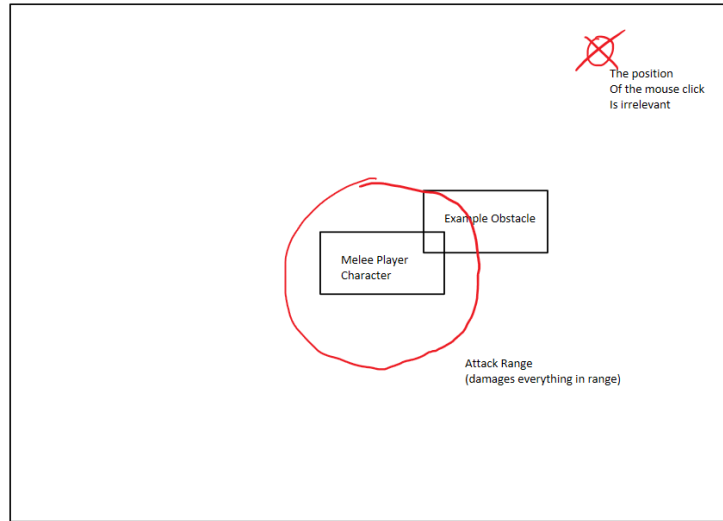 The position
Of the mouse click
Is irrelevant
Example Obstacle
Melee Player
Character
Attack Range
(damages everything in range)